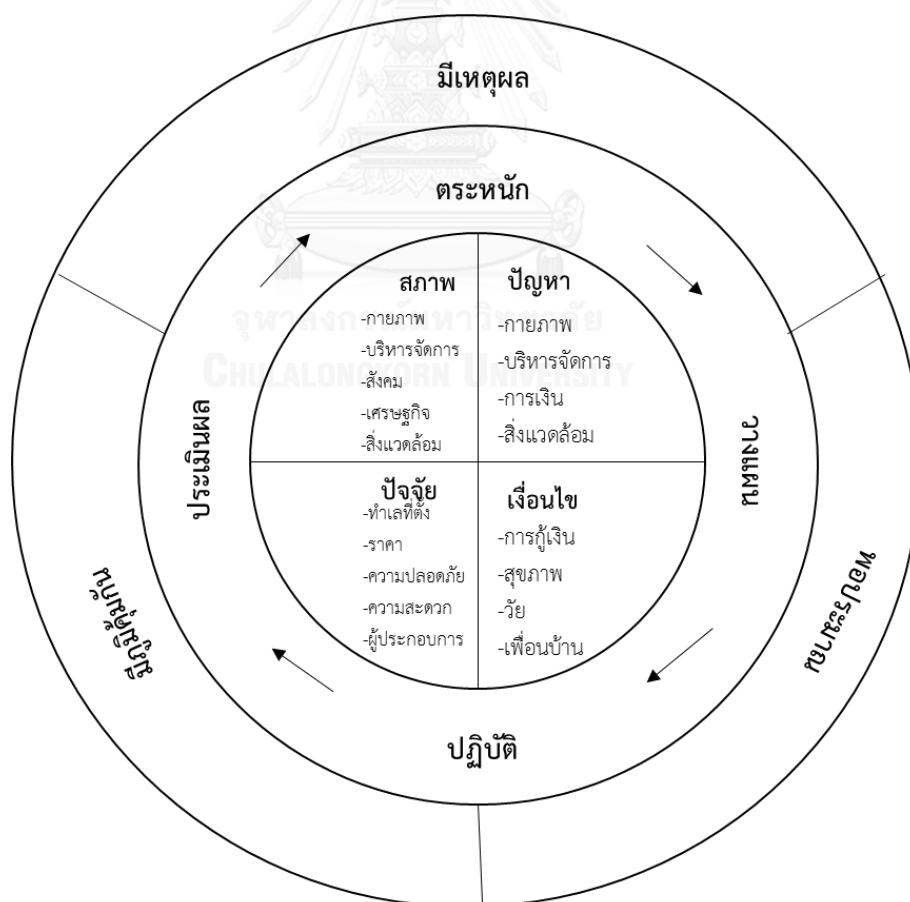 มีเหตุผล
ตระหนัก
สภาพ
-กายภาพ
-บริหารจัดการ
-สังคม
-เศรษฐกิจ
-สิ่งแวดล้อม
ปัญหา
-กายภาพ
-บริหารจัดการ
-การเงิน
-สิ่งแวดล้อม
จุฬาลงกรณ์มหาวิทยาลัย
CHULALONGKORN UNIVERSITY
ประเมินผล
วางแผน
ปัจจัย
-ทำเลที่ตั้ง
-ราคา
-ความปลอดภัย
-ความสะดวก
-ผู้ประกอบการ
เงื่อนไข
-การกู้เงิน
-สุขภาพ
-วัย
-เพื่อนบ้าน
มีภูมิคุ้มกัน
พอประมาณ
ปฏิบัติ